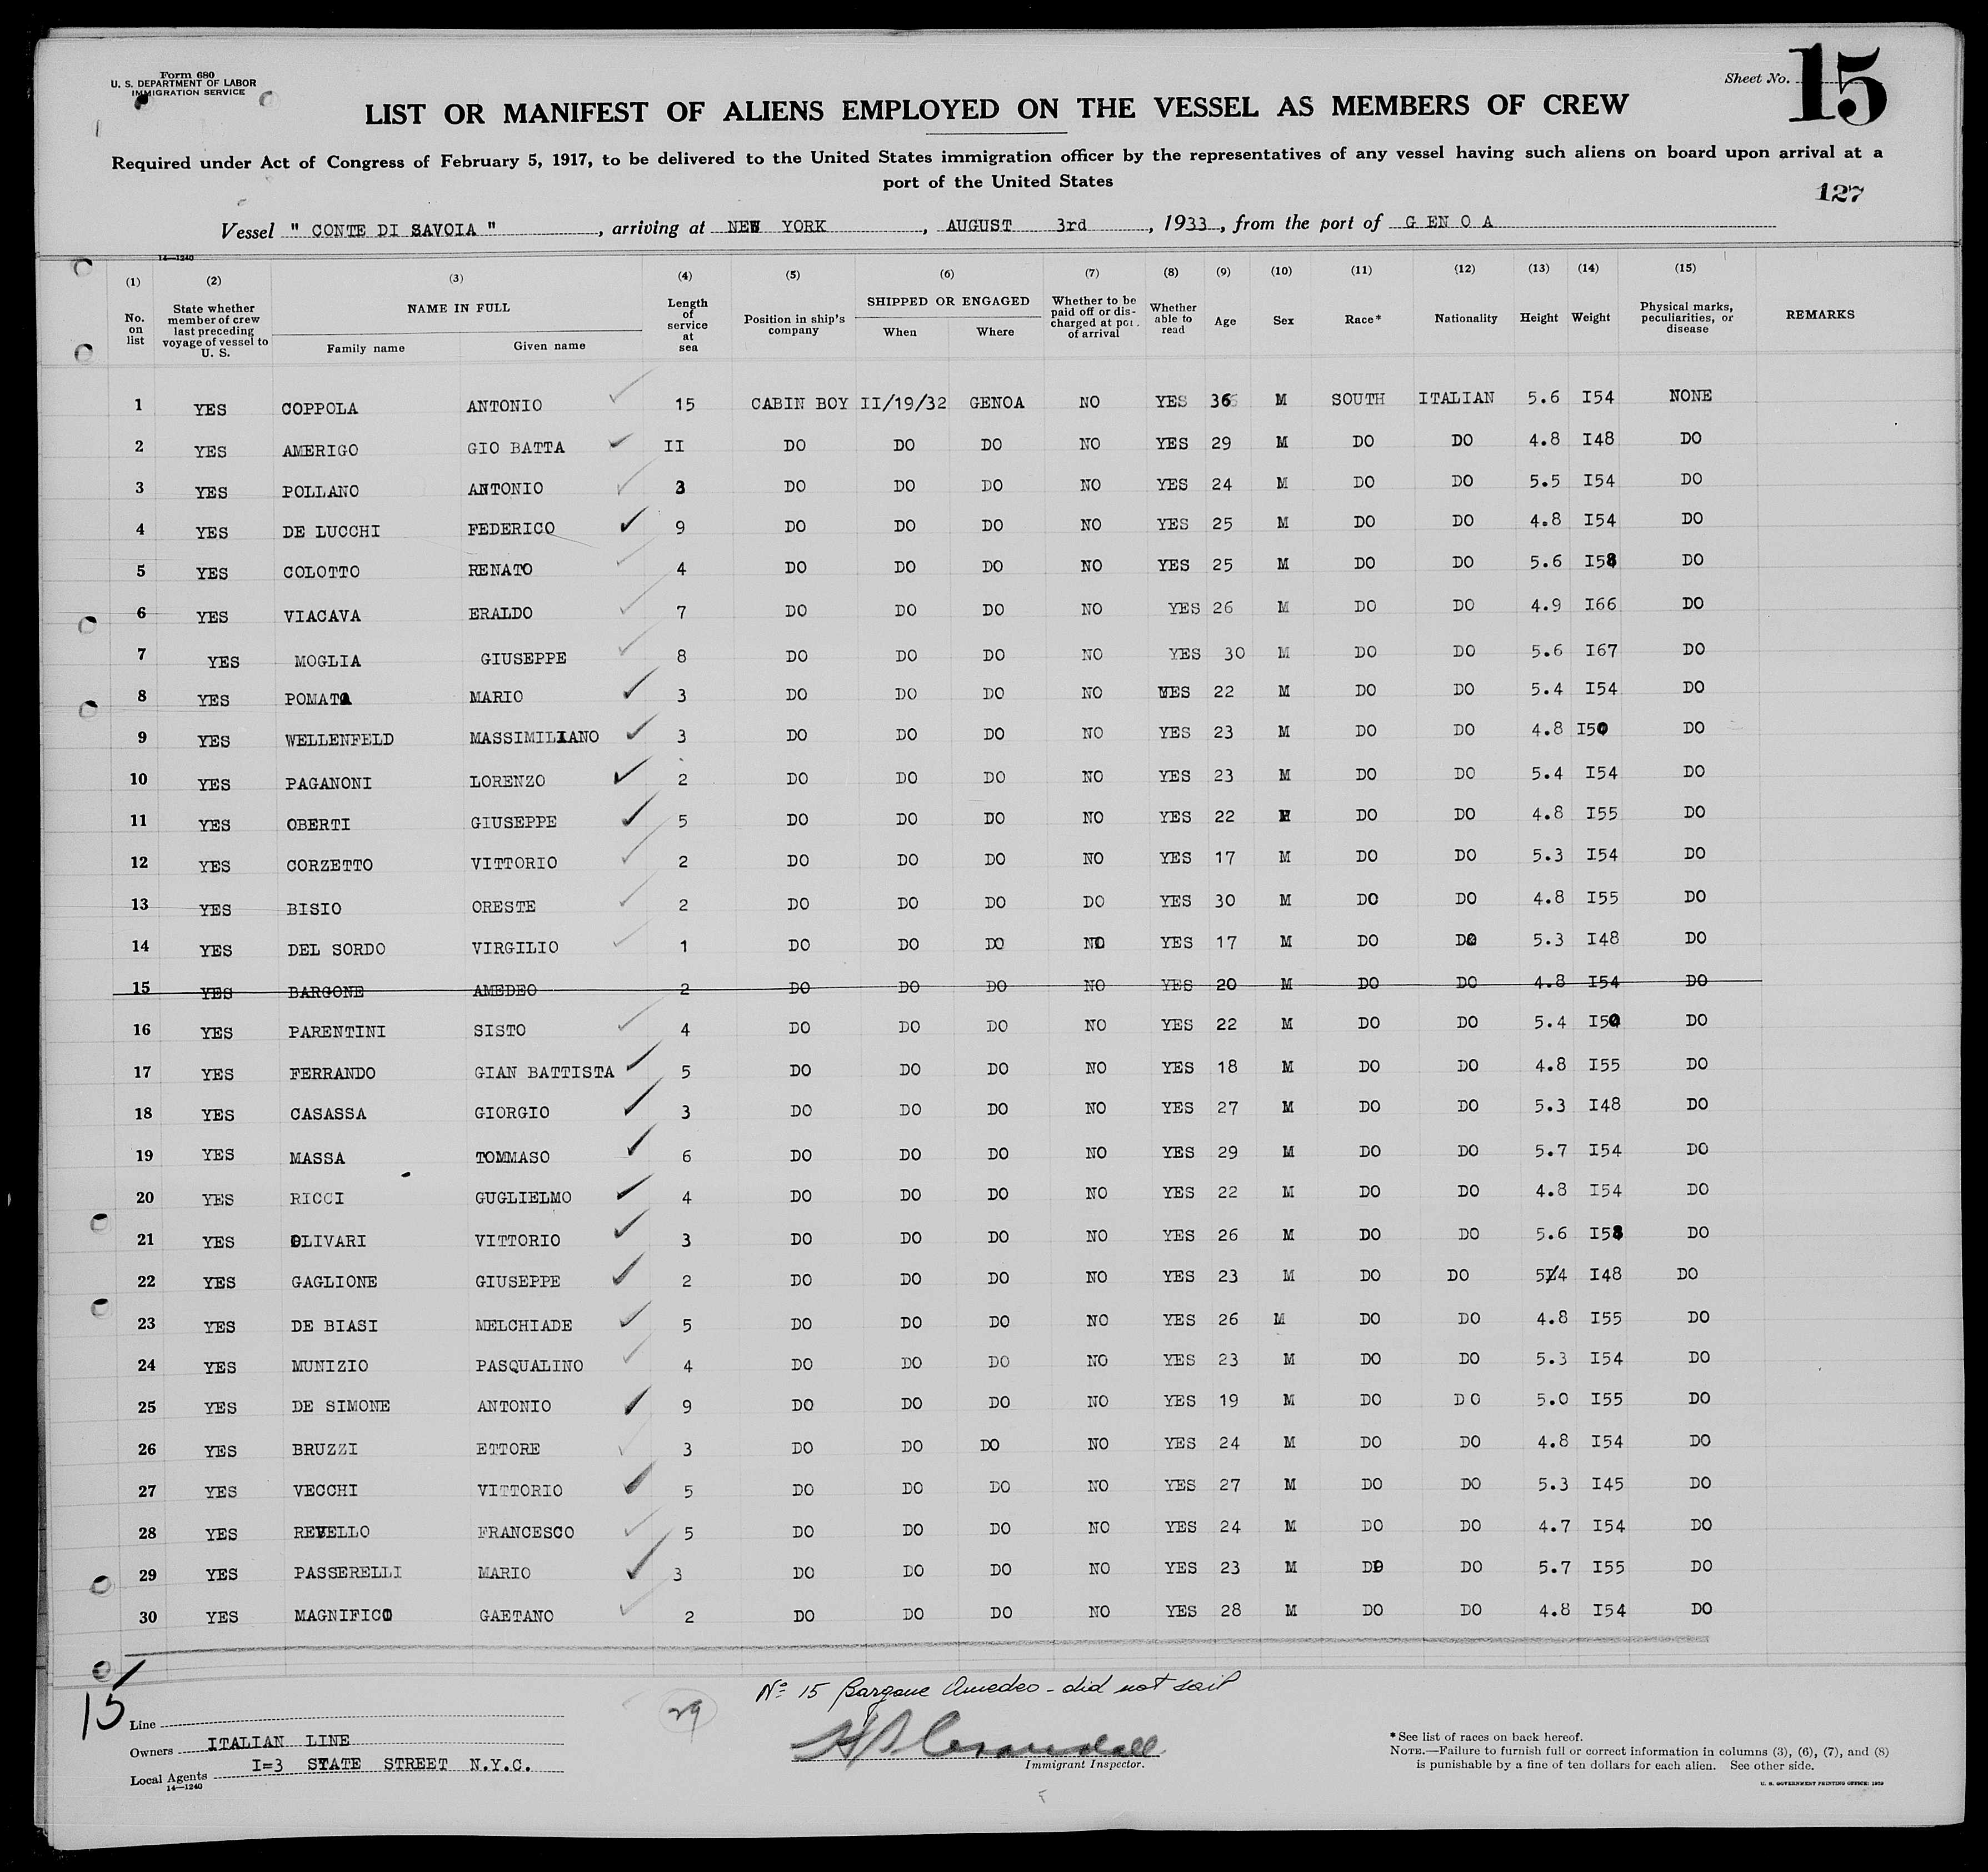 Form 680
U. S. DEPARTMENT OF LABOR
IMMIGRATION SERVICE
Sheet No. 15
LIST OR MANIFEST OF ALIENS EMPLOYED ON THE VESSEL AS MEMBERS OF CREW
Required under Act of Congress of February 5, 1917, to be delivered to the United States immigration officer by the representatives of any vessel having such aliens on board upon arrival at a
port of the United States
127
Vessel " CONTE DI SAVOIA ", arriving at NEW YORK, AUGUST 3rd, 1933, from the port of GENOA
14—1240
(1) (2) (3) (4) (5) (6) (7) (8) (9) (10) (11) (12) (13) (14) (15)
No. on list State whether member of crew last preceding voyage of vessel to U. S. NAME IN FULL Family name Given name Length of service at sea Position in ship's company SHIPPED OR ENGAGED When Where Whether to be paid off or discharged at port of arrival Whether able to read Age Sex Race* Nationality Height Weight Physical marks, peculiarities, or disease REMARKS
1 YES COPPOLA ANTONIO 15 CABIN BOY II/19/32 GENOA NO YES 36 M SOUTH ITALIAN 5.6 I54 NONE
2 YES AMERIGO GIO BATTA II DO DO DO NO YES 29 M DO DO 4.8 I48 DO
3 YES POLLANO ANTONIO 3 DO DO DO NO YES 24 M DO DO 5.5 I54 DO
4 YES DE LUCCHI FEDERICO 9 DO DO DO NO YES 25 M DO DO 4.8 I54 DO
5 YES COLOTTO RENATO 4 DO DO DO NO YES 25 M DO DO 5.6 I58 DO
6 YES VIACAVA ERALDO 7 DO DO DO NO YES 26 M DO DO 4.9 I66 DO
7 YES MOGLIA GIUSEPPE 8 DO DO DO NO YES 30 M DO DO 5.6 I67 DO
8 YES POMATA MARIO 3 DO DO DO NO YES 22 M DO DO 5.4 I54 DO
9 YES WELLENFELD MASSIMILIANO 3 DO DO DO NO YES 23 M DO DO 4.8 I50 DO
10 YES PAGANONI LORENZO 2 DO DO DO NO YES 23 M DO DO 5.4 I54 DO
11 YES OBERTI GIUSEPPE 5 DO DO DO NO YES 22 M DO DO 4.8 I55 DO
12 YES CORZETTO VITTORIO 2 DO DO DO NO YES 17 M DO DO 5.3 I54 DO
13 YES BISIO ORESTE 2 DO DO DO DO YES 30 M DO DO 4.8 I55 DO
14 YES DEL SORDO VIRGILIO 1 DO DO DO NO YES 17 M DO DO 5.3 I48 DO
15 YES BARGONE AMEDEO 2 DO DO DO NO YES 20 M DO DO 4.8 I54 DO
16 YES PARENTINI SISTO 4 DO DO DO NO YES 22 M DO DO 5.4 I50 DO
17 YES FERRANDO GIAN BATTISTA 5 DO DO DO NO YES 18 M DO DO 4.8 I55 DO
18 YES CASASSA GIORGIO 3 DO DO DO NO YES 27 M DO DO 5.3 I48 DO
19 YES MASSA TOMMASO 6 DO DO DO NO YES 29 M DO DO 5.7 I54 DO
20 YES RICCI GUGLIELMO 4 DO DO DO NO YES 22 M DO DO 4.8 I54 DO
21 YES OLIVARI VITTORIO 3 DO DO DO NO YES 26 M DO DO 5.6 I58 DO
22 YES GAGLIONE GIUSEPPE 2 DO DO DO NO YES 23 M DO DO 5/4 I48 DO
23 YES DE BIASI MELCHIADE 5 DO DO DO NO YES 26 M DO DO 4.8 I55 DO
24 YES MUNIZIO PASQUALINO 4 DO DO DO NO YES 23 M DO DO 5.3 I54 DO
25 YES DE SIMONE ANTONIO 9 DO DO DO NO YES 19 M DO DO 5.0 I55 DO
26 YES BRUZZI ETTORE 3 DO DO DO NO YES 24 M DO DO 4.8 I54 DO
27 YES VECCHI VITTORIO 5 DO DO DO NO YES 27 M DO DO 5.3 I45 DO
28 YES REVELLO FRANCESCO 5 DO DO DO NO YES 24 M DO DO 4.7 I54 DO
29 YES PASSERELLI MARIO 3 DO DO DO NO YES 23 M DO DO 5.7 I55 DO
30 YES MAGNIFICO GAETANO 2 DO DO DO NO YES 28 M DO DO 4.8 I54 DO
15
29
No 15 Bargone Amedeo - did not sail
Line
Owners ITALIAN LINE
Local Agents I=3 STATE STREET N.Y.C.
14—1240
Immigrant Inspector.
*See list of races on back hereof.
NOTE.—Failure to furnish full or correct information in columns (3), (6), (7), and (8)
is punishable by a fine of ten dollars for each alien. See other side.